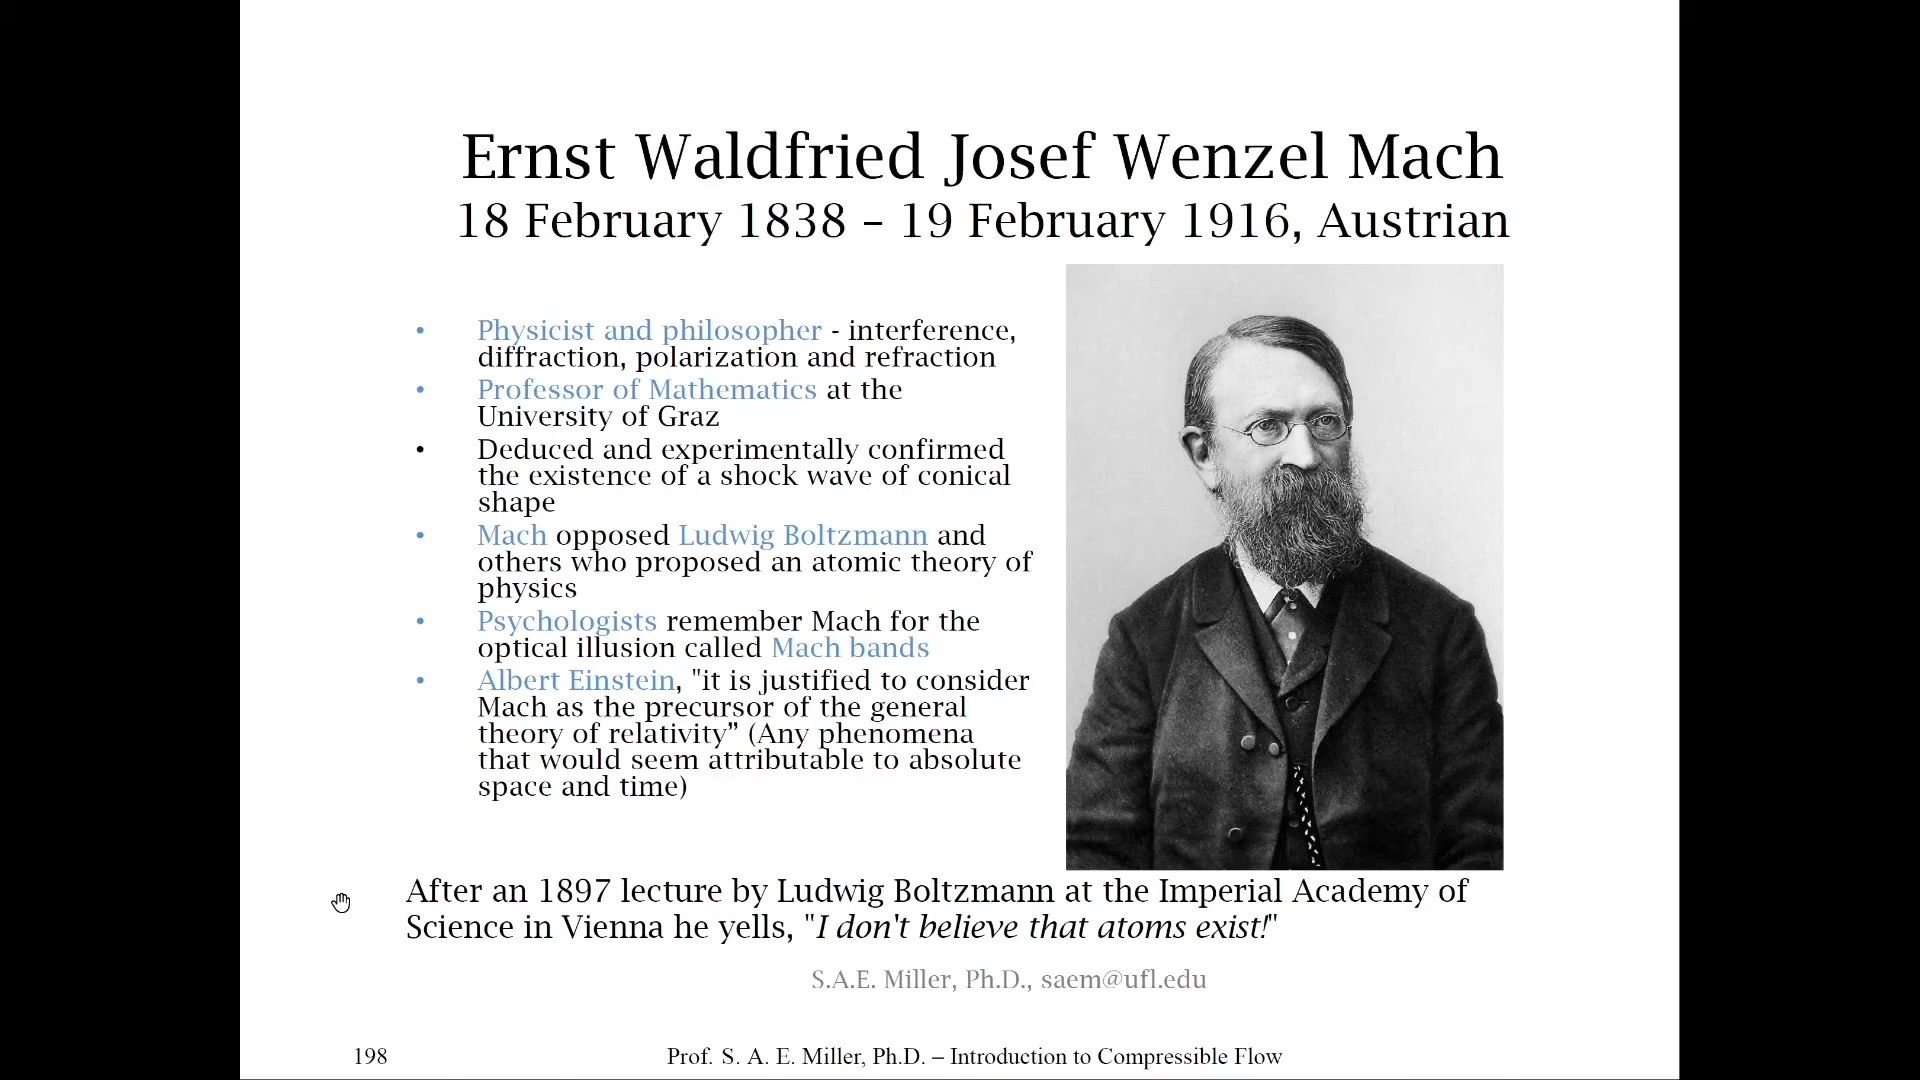 Ernst Waldfried Josef Wenzel Mach
18 February 1838 – 19 February 1916, Austrian
• Physicist and philosopher - interference,
diffraction, polarization and refraction
• Professor of Mathematics at the
University of Graz
• Deduced and experimentally confirmed
the existence of a shock wave of conical
shape
• Mach opposed Ludwig Boltzmann and
others who proposed an atomic theory of
physics
• Psychologists remember Mach for the
optical illusion called Mach bands
• Albert Einstein, "it is justified to consider
Mach as the precursor of the general
theory of relativity” (Any phenomena
that would seem attributable to absolute
space and time)
After an 1897 lecture by Ludwig Boltzmann at the Imperial Academy of
Science in Vienna he yells, "I don't believe that atoms exist!"
S.A.E. Miller, Ph.D., saem@ufl.edu
198 Prof. S. A. E. Miller, Ph.D. – Introduction to Compressible Flow